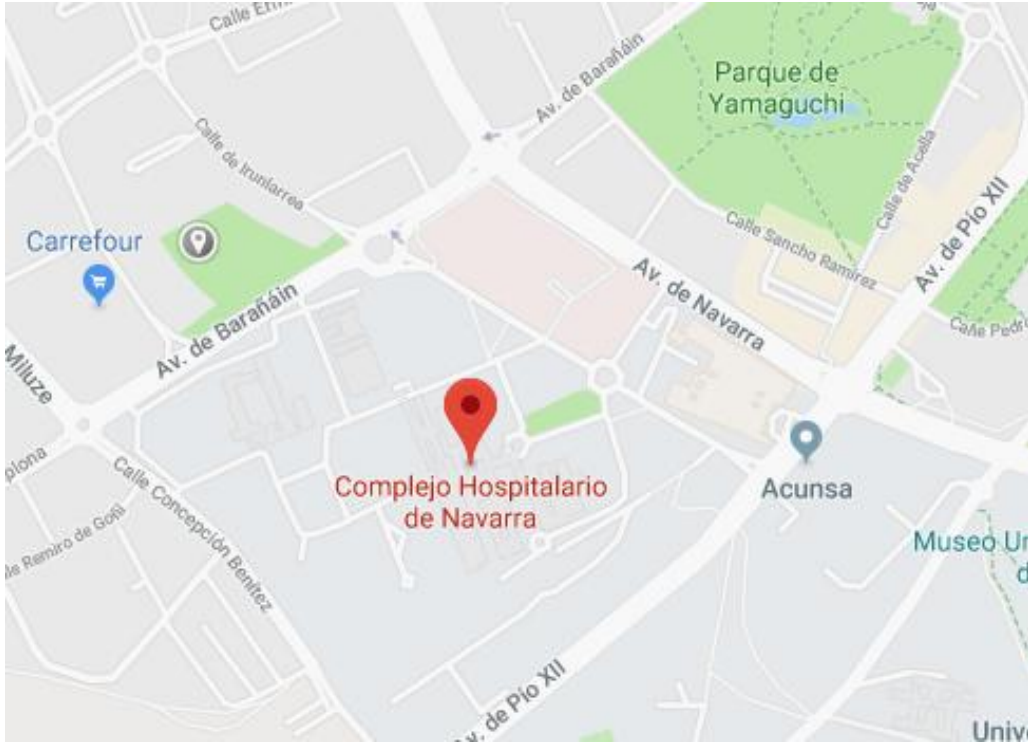 Calle
Av. de Barañáin
Parque de
Yamaguchi
Calle de Irunlarrea
Calle de Acella
Av. de Pío XII
Carrefour
Calle Sancho Ramírez
Av. de Navarra
Calle Pedro
Av. de Barañáin
Miluze
Complejo Hospitalario
de Navarra
Acunsa
plona
Calle Concepción Benítez
Remiro de Goñi
Museo Un
d
Av. de Pío XII
Unive